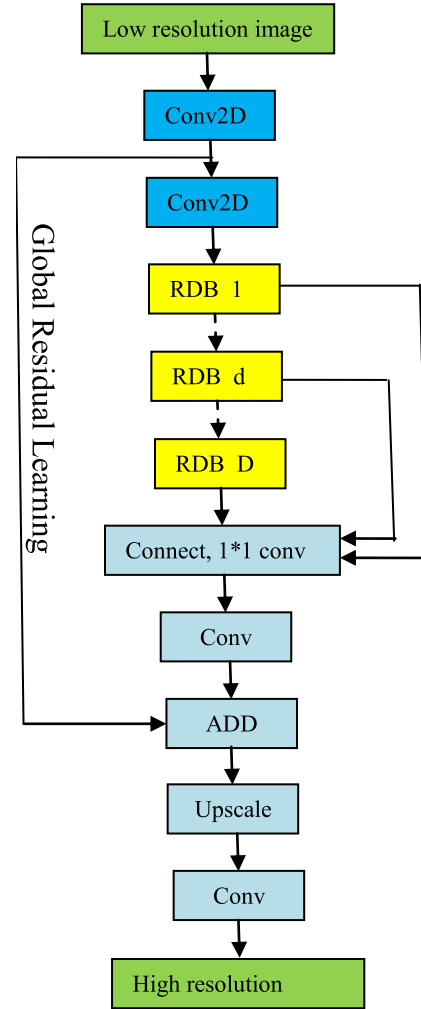 Low resolution image
Conv2D
Conv2D
Global Residual Learning
RDB 1
RDB d
RDB D
Connect, 1*1 conv
Conv
ADD
Upscale
Conv
High resolution